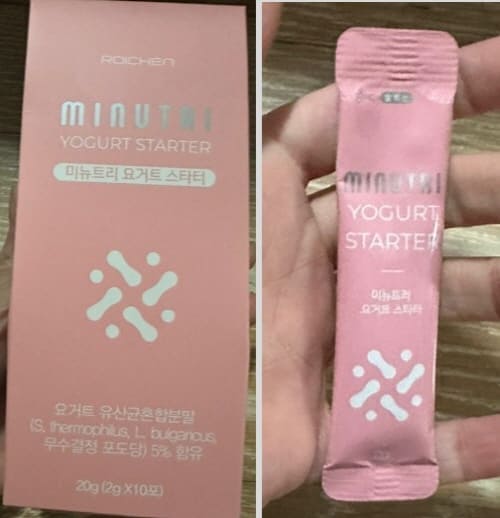 ROICHEN
MINUTRI
YOGURT STARTER
미뉴트리 요거트 스타터
요거트 유산균혼합분말
(S. thermophilus, L. bulgaricus,
무수결정 포도당) 5% 함유
20g (2g X10포)
MINUTRI
YOGURT
STARTER
미뉴트리
요거트 스타터